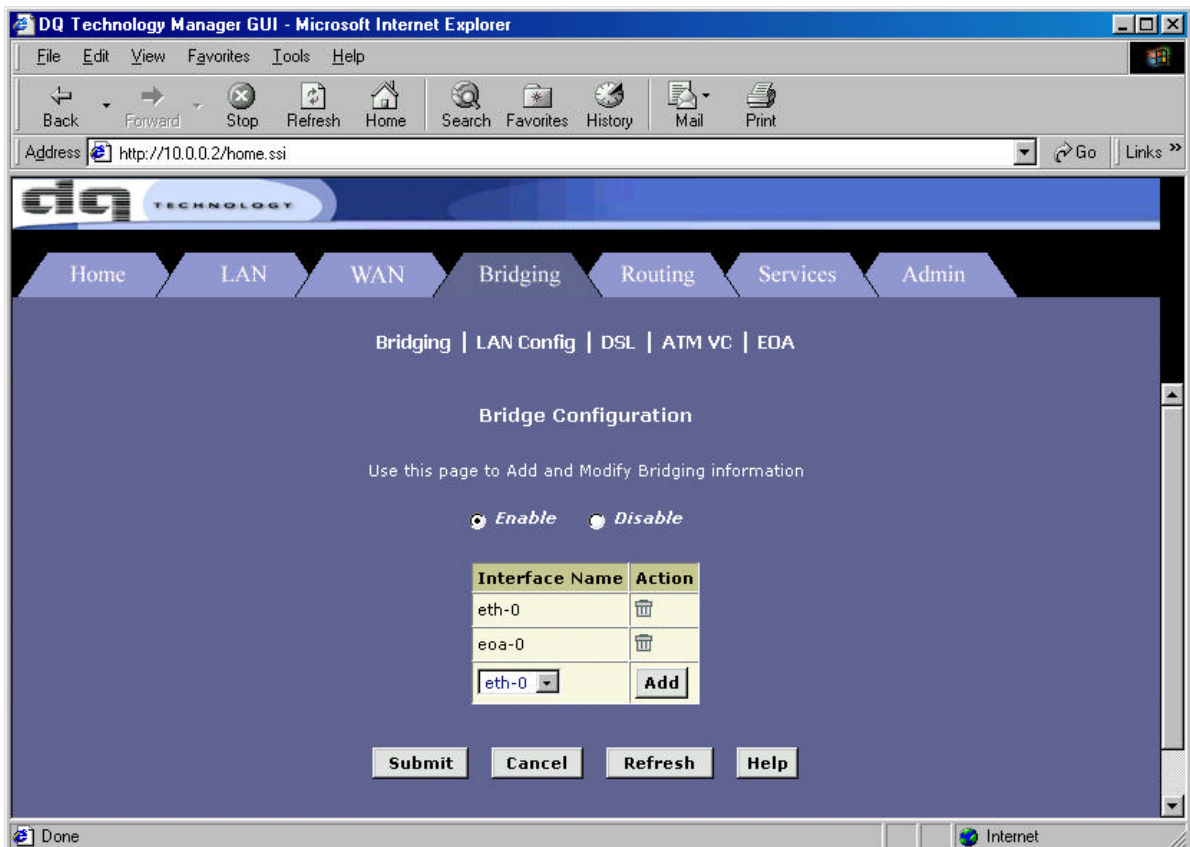 DQ Technology Manager GUI - Microsoft Internet Explorer
File Edit View Favorites Tools Help
Back Forward Stop Refresh Home Search Favorites History Mail Print
Address http://10.0.0.2/home.ssi Go Links »
dq TECHNOLOGY
Home LAN WAN Bridging Routing Services Admin
Bridging | LAN Config | DSL | ATM VC | EOA
Bridge Configuration
Use this page to Add and Modify Bridging information
Enable Disable
Interface Name Action
eth-0
eoa-0
eth-0 Add
Submit Cancel Refresh Help
Done Internet